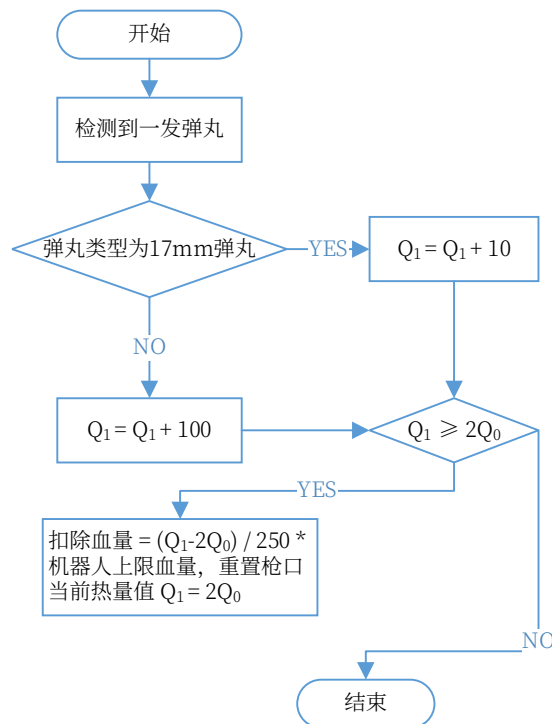 开始
检测到一发弹丸
弹丸类型为17mm弹丸
YES
Q₁ = Q₁ + 10
NO
Q₁ = Q₁ + 100
Q₁ ≥ 2Q₀
YES
扣除血量 = (Q₁-2Q₀) / 250 *
机器人上限血量，重置枪口
当前热量值 Q₁ = 2Q₀
NO
结束